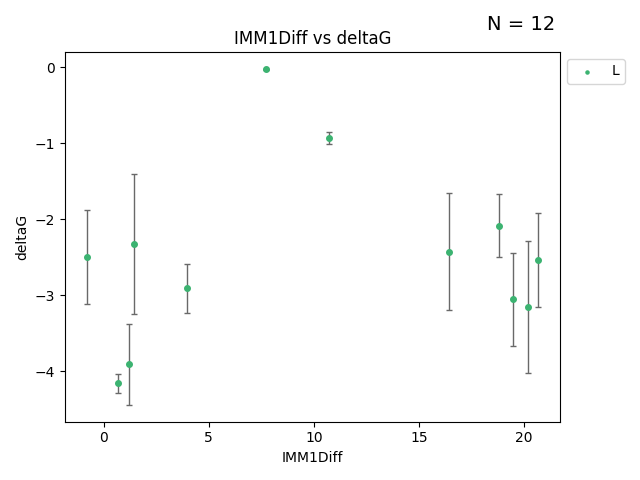 N = 12
IMM1Diff vs deltaG
L
0
−1
−2
−3
−4
deltaG
0 5 10 15 20
IMM1Diff